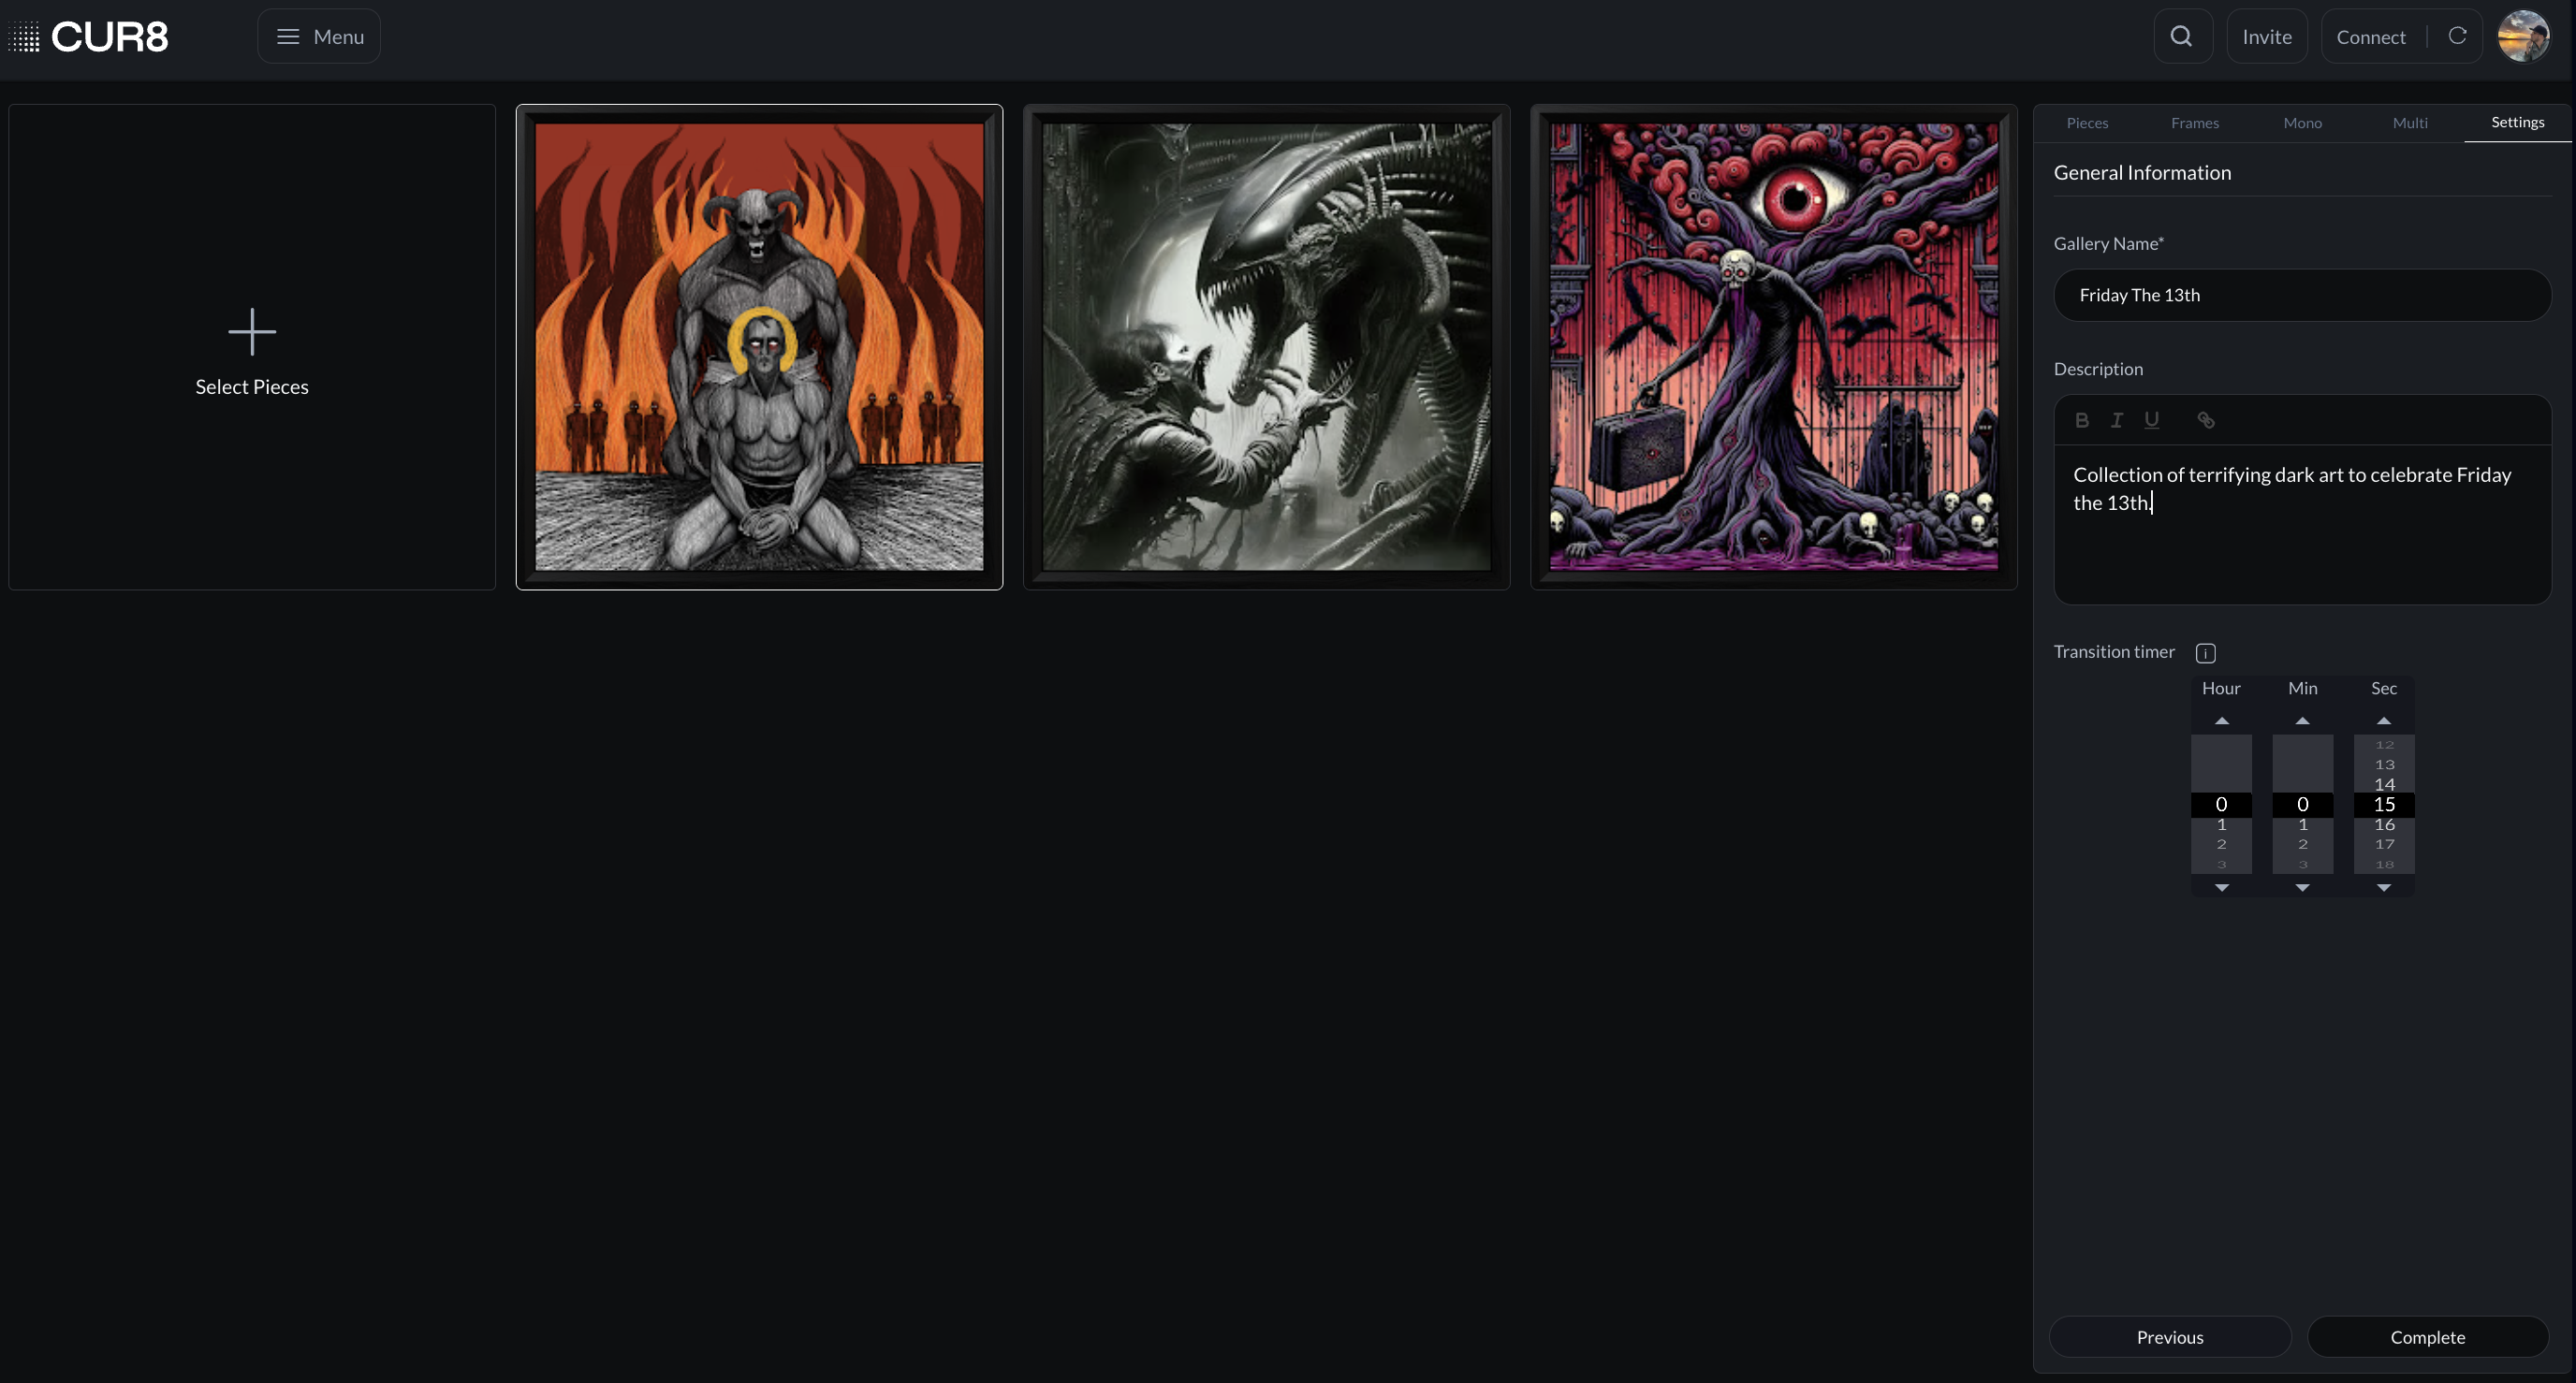 CUR8
Menu
Invite
Connect
Select Pieces
Pieces
Frames
Mono
Multi
Settings
General Information
Gallery Name*
Friday The 13th
Description
B I U
Collection of terrifying dark art to celebrate Friday
the 13th.
Transition timer
i
Hour Min Sec
12
13
14
0 0 15
1 1 16
2 2 17
3 3 18
Previous
Complete